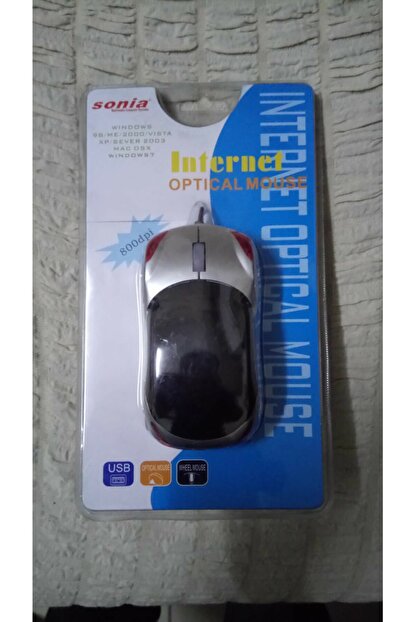 sonia
WINDOWS
98/ME/2000/VISTA
XP/SEVER 2003
MAC OSX
WINDOWS7
Internet
OPTICAL MOUSE
INTERNET OPTICAL MOUSE
800dpi
USB
OPTICAL MOUSE
WHEEL MOUSE